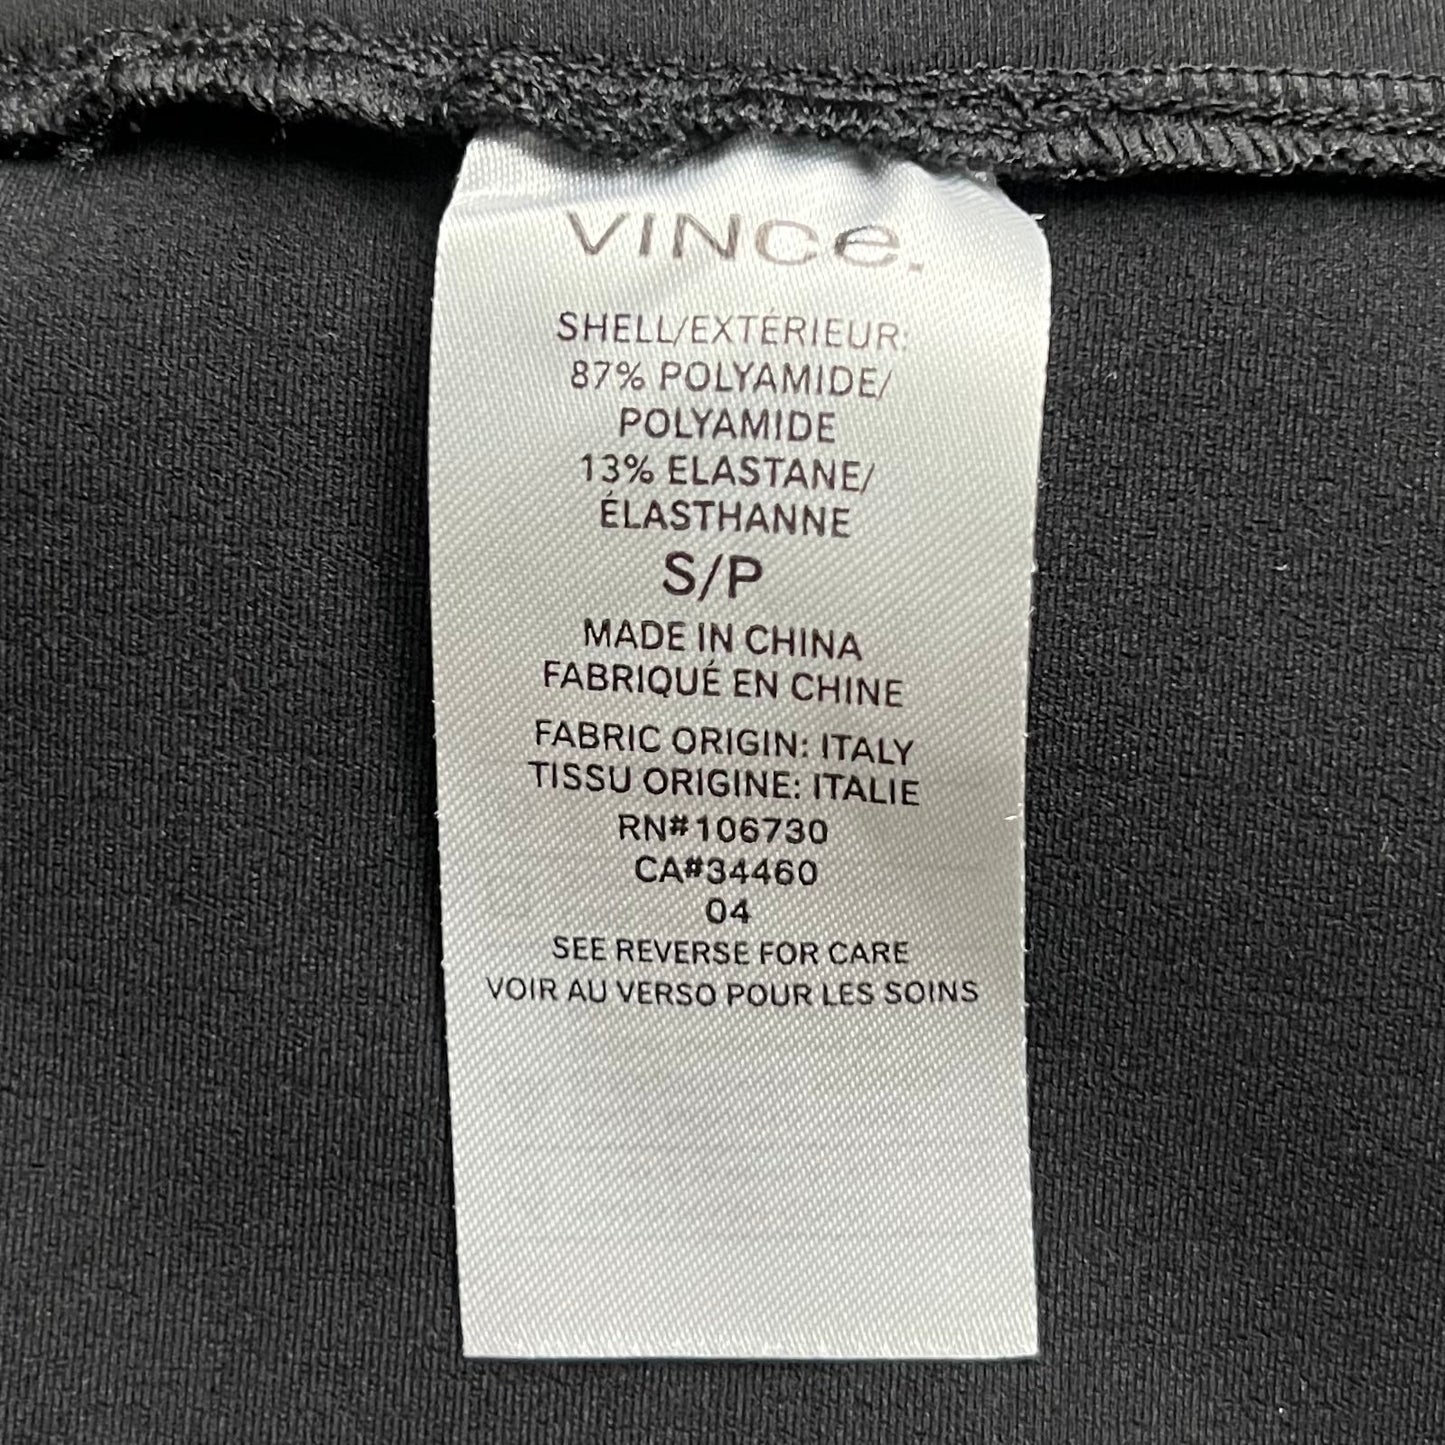 VINCe.
SHELL/EXTÉRIEUR:
87% POLYAMIDE/
POLYAMIDE
13% ELASTANE/
ÉLASTHANNE
S/P
MADE IN CHINA
FABRIQUÉ EN CHINE
FABRIC ORIGIN: ITALY
TISSU ORIGINE: ITALIE
RN#106730
CA#34460
04
SEE REVERSE FOR CARE
VOIR AU VERSO POUR LES SOINS